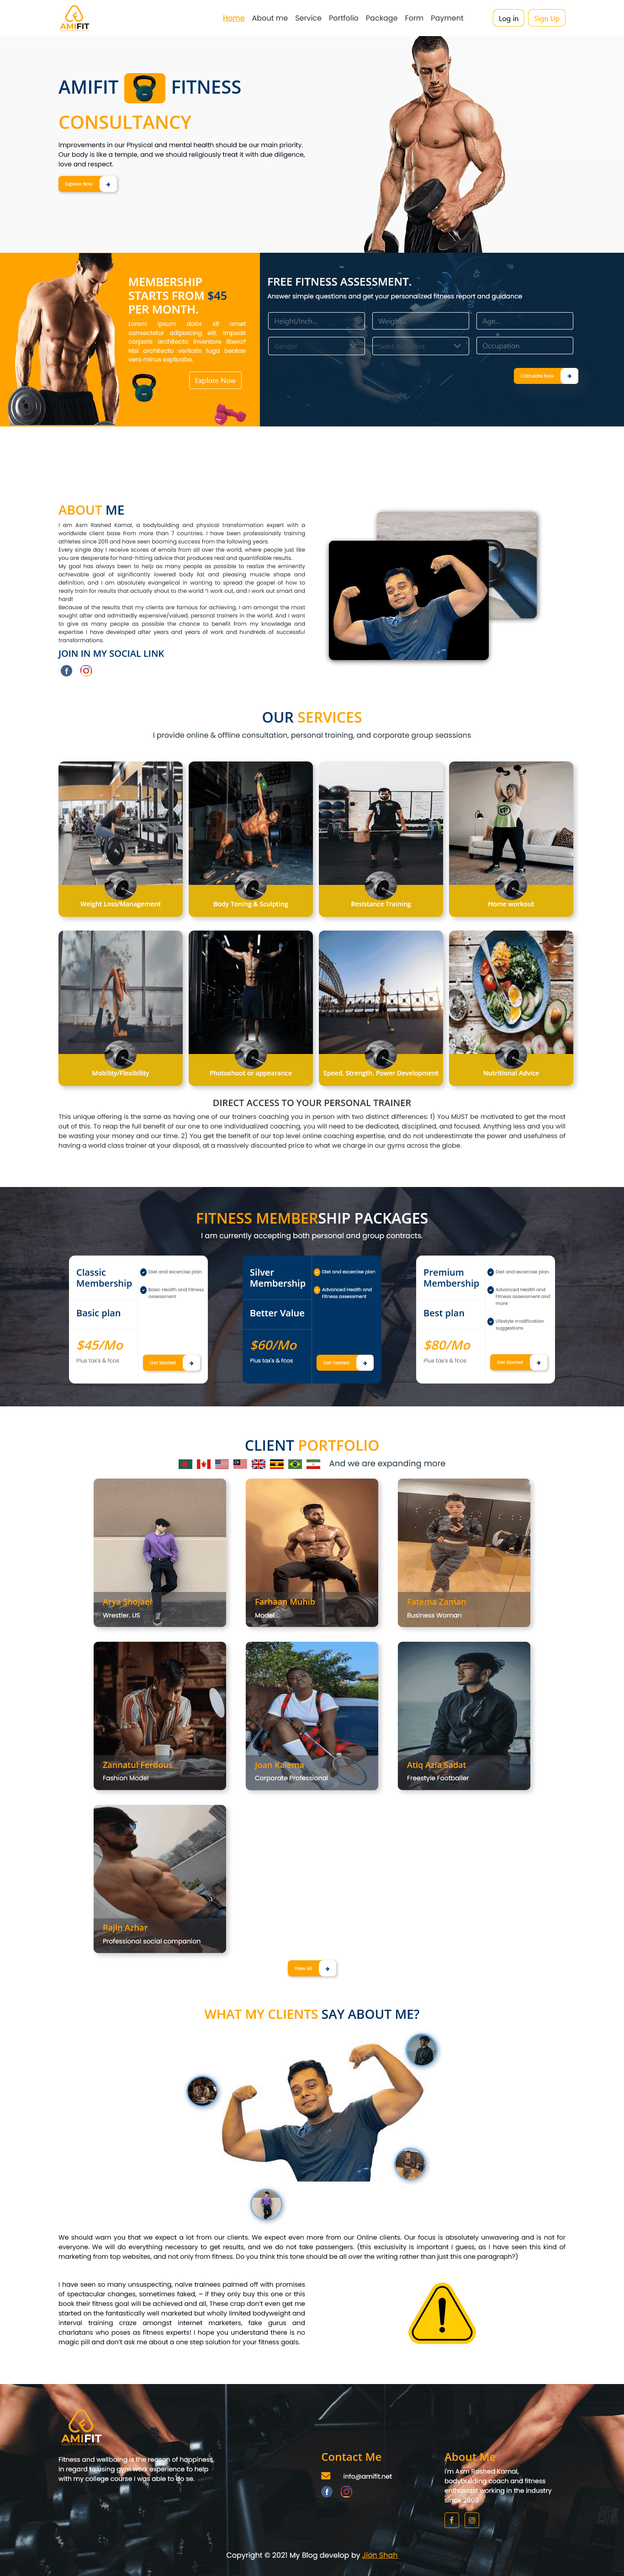 AMIFIT
Home About me Service Portfolio Package Form Payment
Log in Sign Up
AMIFIT FITNESS
CONSULTANCY
Improvements in our Physical and mental health should be our main priority.
Our body is like a temple, and we should religiously treat it with due diligence,
love and respect.
Explore Now
MEMBERSHIP
STARTS FROM $45
PER MONTH.
Lorem ipsum dolor sit amet
consectetur adipisicing elit. Impedit
corporis architecto inventore libero?
Nisi architecto veritatis fuga beatae
vero minus explicabo.
Explore Now
FREE FITNESS ASSESSMENT.
Answer simple questions and get your personalized fitness report and guidance
Height/Inch... Weight... Age...
Gender Occupation
Calculate Now
ABOUT ME
I am Asm Rashed Kamal, a bodybuilding and physical transformation expert with a
worldwide client base from more than 7 countries. I have been professionally training
athletes since 2011 and have seen booming success from the following years.
Every single day I receive scores of emails from all over the world, where people just like
you are desperate for hard-hitting advice that produces real and quantifiable results.
My goal has always been to help as many people as possible to realize the eminently
achievable goal of significantly lowered body fat and pleasing muscle shape and
definition, and I am absolutely evangelical in wanting to spread the gospel of how to
really train for results that actually shout to the world "I work out, and I work out smart and
hard!
Because of the results that my clients are famous for achieving, I am amongst the most
sought after and admittedly expensive/valued, personal trainers in the world. And I want
to give as many people as possible the chance to benefit from my knowledge and
expertise I have developed after years and years of work and hundreds of successful
transformations.
JOIN IN MY SOCIAL LINK
OUR SERVICES
I provide online & offline consultation, personal training, and corporate group seassions
Weight Loss/Management
Body Toning & Sculpting
Resistance Training
Home workout
Mobility/Flexibility
Photoshoot or appearance
Speed, Strength, Power Development
Nutritional Advice
DIRECT ACCESS TO YOUR PERSONAL TRAINER
This unique offering is the same as having one of our trainers coaching you in person with two distinct differences: 1) You MUST be motivated to get the most
out of this. To reap the full benefit of our one to one individualized coaching, you will need to be dedicated, disciplined, and focused. Anything less and you will
be wasting your money and our time. 2) You get the benefit of our top level online coaching expertise, and do not underestimate the power and usefulness of
having a world class trainer at your disposal, at a massively discounted price to what we charge in our gyms across the globe.
FITNESS MEMBERSHIP PACKAGES
I am currently accepting both personal and group contracts.
Classic
Membership
Basic plan
$45/Mo
Plus tax's & fcos
Diet and excercise plan
Basic Health and Fitness
assessment
Get Started
Silver
Membership
Better Value
$60/Mo
Plus tax's & fcos
Diet and excercise plan
Advanced Health and
Fitness assessment
Get Started
Premium
Membership
Best plan
$80/Mo
Plus tax's & fcos
Diet and excercise plan
Advanced Health and
Fitness assessment and
more
Lifestyle modification
suggestions
Get Started
CLIENT PORTFOLIO
And we are expanding more
Arya Shojaei
Wrestler, US
Farhaan Muhib
Model
Fatema Zaman
Business Woman
Zannatul Ferdous
Fashion Model
Joan Kalema
Corporate Professional
Atiq Azia Sadat
Freestyle Footballer
Rajin Azhar
Professional social companion
View All
WHAT MY CLIENTS SAY ABOUT ME?
We should warn you that we expect a lot from our clients. We expect even more from our Online clients. Our focus is absolutely unwavering and is not for
everyone. We will do everything necessary to get results, and we do not take passengers. (this exclusivity is important I guess, as I have seen this kind of
marketing from top websites, and not only from fitness. Do you think this tone should be all over the writing rather than just this one paragraph?)
I have seen so many unsuspecting, naïve trainees palmed off with promises
of spectacular changes, sometimes faked, – if they only buy this one or this
book their fitness goal will be achieved and all, These crap don't even get me
started on the fantastically well marketed but wholly limited bodyweight and
interval training craze amongst internet marketers, fake gurus and
charlatans who poses as fitness experts! I hope you understand there is no
magic pill and don't ask me about a one step solution for your fitness goals.
AMIFIT
Fitness and wellbaing is the reason of happiness.
In regard to using gym work experience to help
with my college course I was able to do se.
Contact Me
info@amifit.net
About Me
I'm Asm Rashed Kamal,
bodybuilding coach and fitness
enthusiast working in the industry
since 2009
Copyright © 2021 My Blog develop by Jion Shah